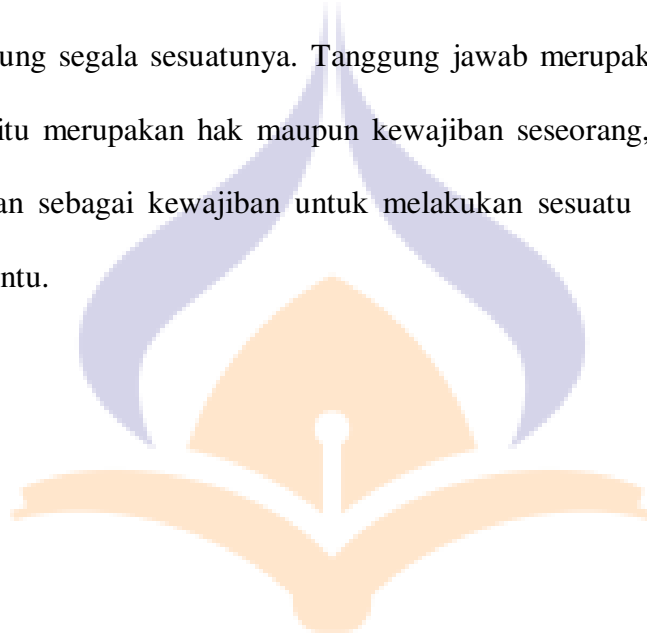 ung segala sesuatunya. Tanggung jawab merupak
itu merupakan hak maupun kewajiban seseorang,
an sebagai kewajiban untuk melakukan sesuatu
ntu.